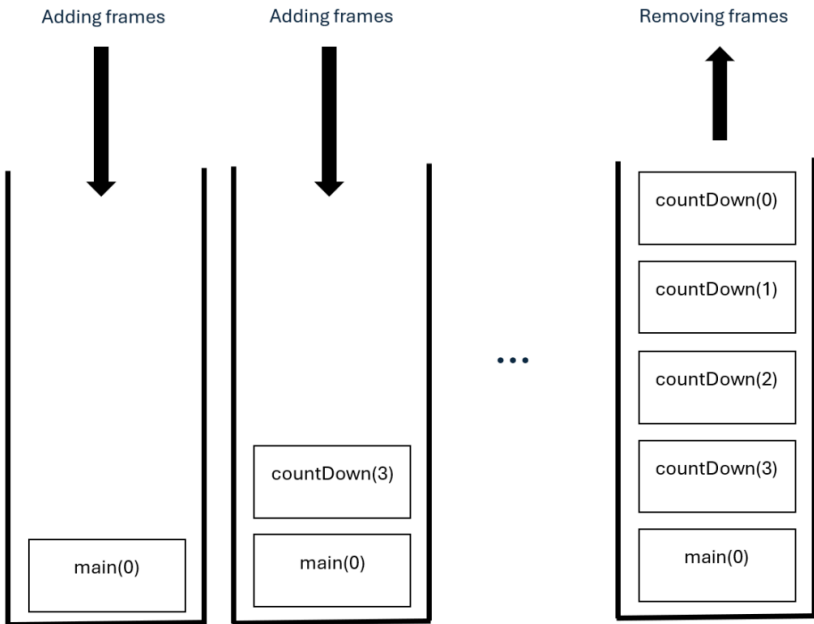 Adding frames
Adding frames
Removing frames
main(0)
countDown(3)
main(0)
...
countDown(0)
countDown(1)
countDown(2)
countDown(3)
main(0)